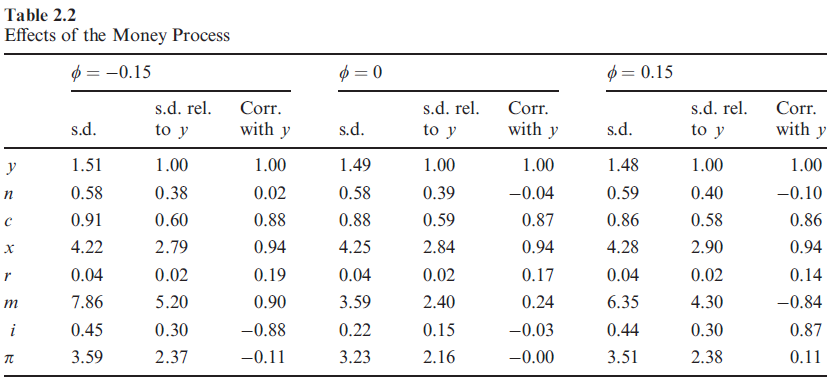 Table 2.2
Effects of the Money Process
ϕ = −0.15 ϕ = 0 ϕ = 0.15
s.d. s.d. rel. to y Corr. with y s.d. s.d. rel. to y Corr. with y s.d. s.d. rel. to y Corr. with y
y 1.51 1.00 1.00 1.49 1.00 1.00 1.48 1.00 1.00
n 0.58 0.38 0.02 0.58 0.39 −0.04 0.59 0.40 −0.10
c 0.91 0.60 0.88 0.88 0.59 0.87 0.86 0.58 0.86
x 4.22 2.79 0.94 4.25 2.84 0.94 4.28 2.90 0.94
r 0.04 0.02 0.19 0.04 0.02 0.17 0.04 0.02 0.14
m 7.86 5.20 0.90 3.59 2.40 0.24 6.35 4.30 −0.84
i 0.45 0.30 −0.88 0.22 0.15 −0.03 0.44 0.30 0.87
π 3.59 2.37 −0.11 3.23 2.16 −0.00 3.51 2.38 0.11